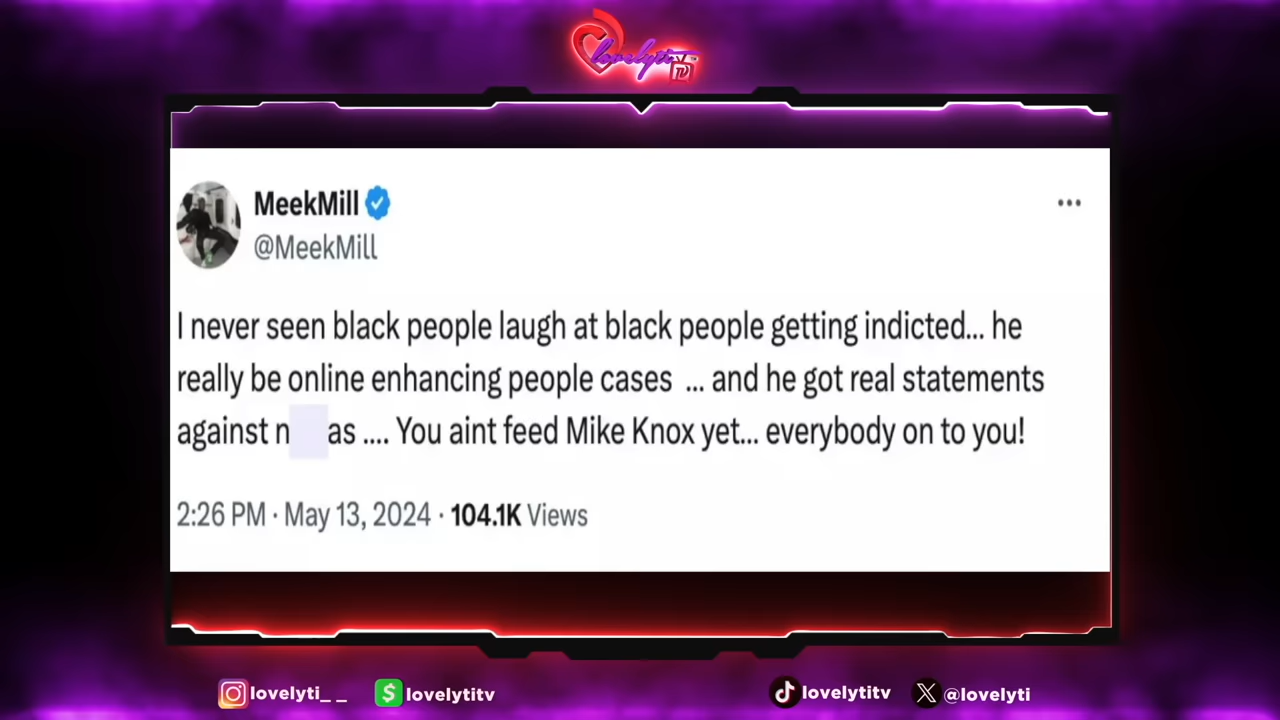 lovelyti TV
MeekMill
@MeekMill
I never seen black people laugh at black people getting indicted... he
really be online enhancing people cases ... and he got real statements
against n as .... You aint feed Mike Knox yet... everybody on to you!
2:26 PM · May 13, 2024 · 104.1K Views
lovelyti_ _
lovelytitv
lovelytitv
@lovelyti